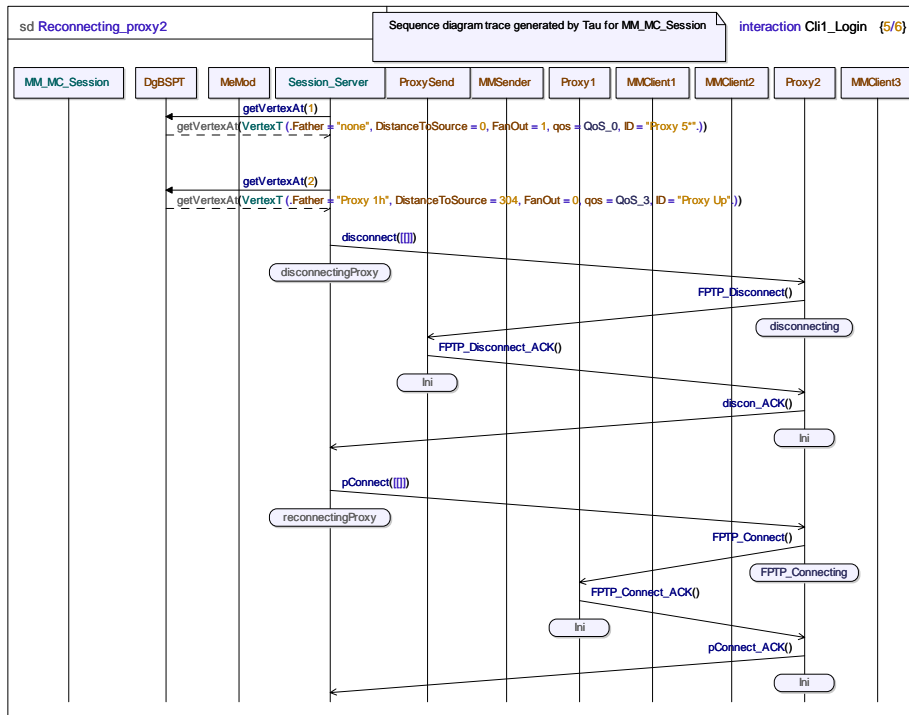 sd Reconnecting_proxy2
Sequence diagram trace generated by Tau for MM_MC_Session
interaction Cli1_Login {5/6}
MM_MC_Session DgBSPT MeMod Session_Server ProxySend MMSender Proxy1 MMClient1 MMClient2 Proxy2 MMClient3
getVertexAt(1)
getVertexAt(VertexT (.Father = "none", DistanceToSource = 0, FanOut = 1, qos = QoS_0, ID = "Proxy 5*".))
getVertexAt(2)
getVertexAt(VertexT (.Father = "Proxy 1h", DistanceToSource = 304, FanOut = 0, qos = QoS_3, ID = "Proxy Up".))
disconnect([[]])
disconnectingProxy
FPTP_Disconnect()
disconnecting
FPTP_Disconnect_ACK()
Ini
discon_ACK()
Ini
pConnect([[]])
reconnectingProxy
FPTP_Connect()
FPTP_Connecting
FPTP_Connect_ACK()
Ini
pConnect_ACK()
Ini